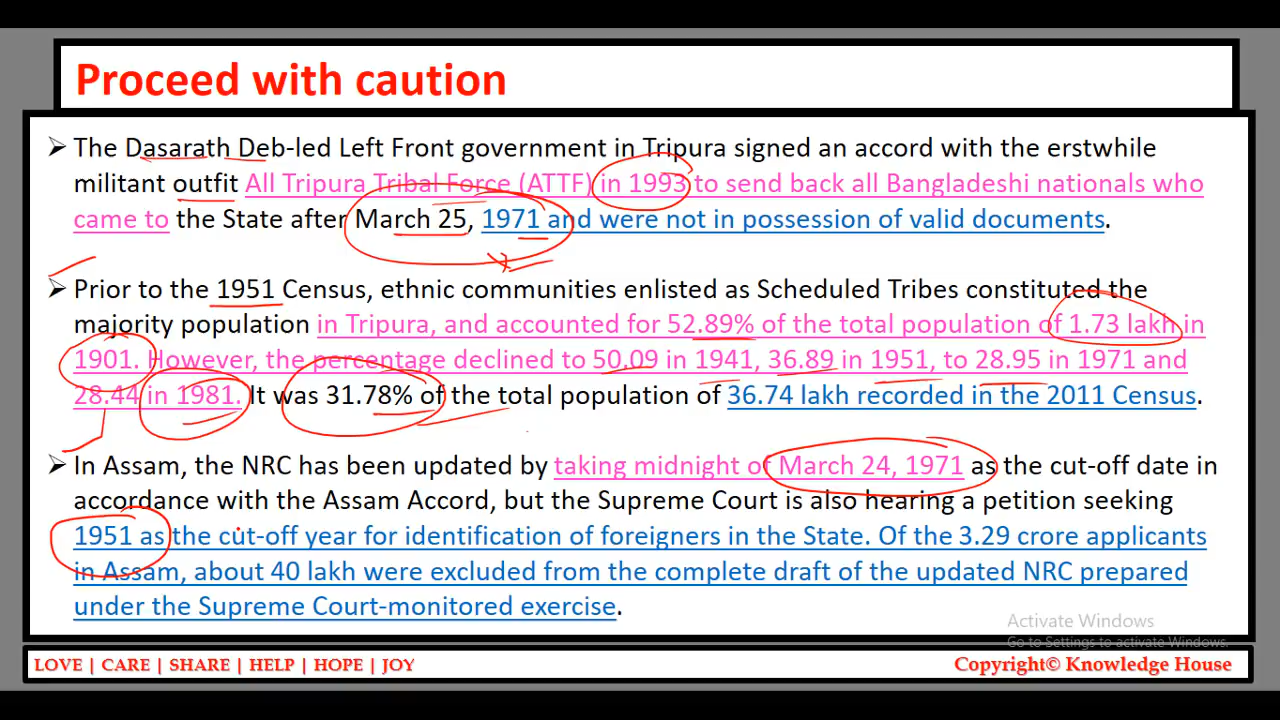 Proceed with caution
➢ The Dasarath Deb-led Left Front government in Tripura signed an accord with the erstwhile
militant outfit All Tripura Tribal Force (ATTF) in 1993 to send back all Bangladeshi nationals who
came to the State after March 25, 1971 and were not in possession of valid documents.
➢ Prior to the 1951 Census, ethnic communities enlisted as Scheduled Tribes constituted the
majority population in Tripura, and accounted for 52.89% of the total population of 1.73 lakh in
1901. However, the percentage declined to 50.09 in 1941, 36.89 in 1951, to 28.95 in 1971 and
28.44 in 1981. It was 31.78% of the total population of 36.74 lakh recorded in the 2011 Census.
➢ In Assam, the NRC has been updated by taking midnight of March 24, 1971 as the cut-off date in
accordance with the Assam Accord, but the Supreme Court is also hearing a petition seeking
1951 as the cut-off year for identification of foreigners in the State. Of the 3.29 crore applicants
in Assam, about 40 lakh were excluded from the complete draft of the updated NRC prepared
under the Supreme Court-monitored exercise.
Activate Windows
Go to Settings to activate Windows.
LOVE | CARE | SHARE | HELP | HOPE | JOY
Copyright© Knowledge House